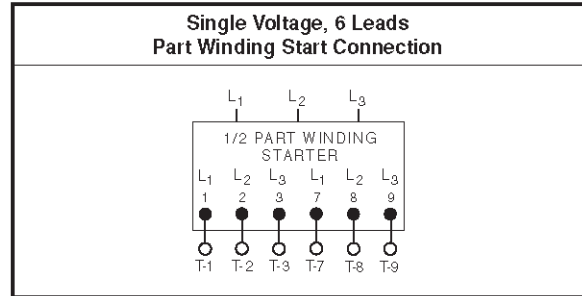 Single Voltage, 6 Leads
Part Winding Start Connection
L1 L2 L3
1/2 PART WINDING
STARTER
L1 L2 L3 L1 L2 L3
1 2 3 7 8 9
T-1 T-2 T-3 T-7 T-8 T-9